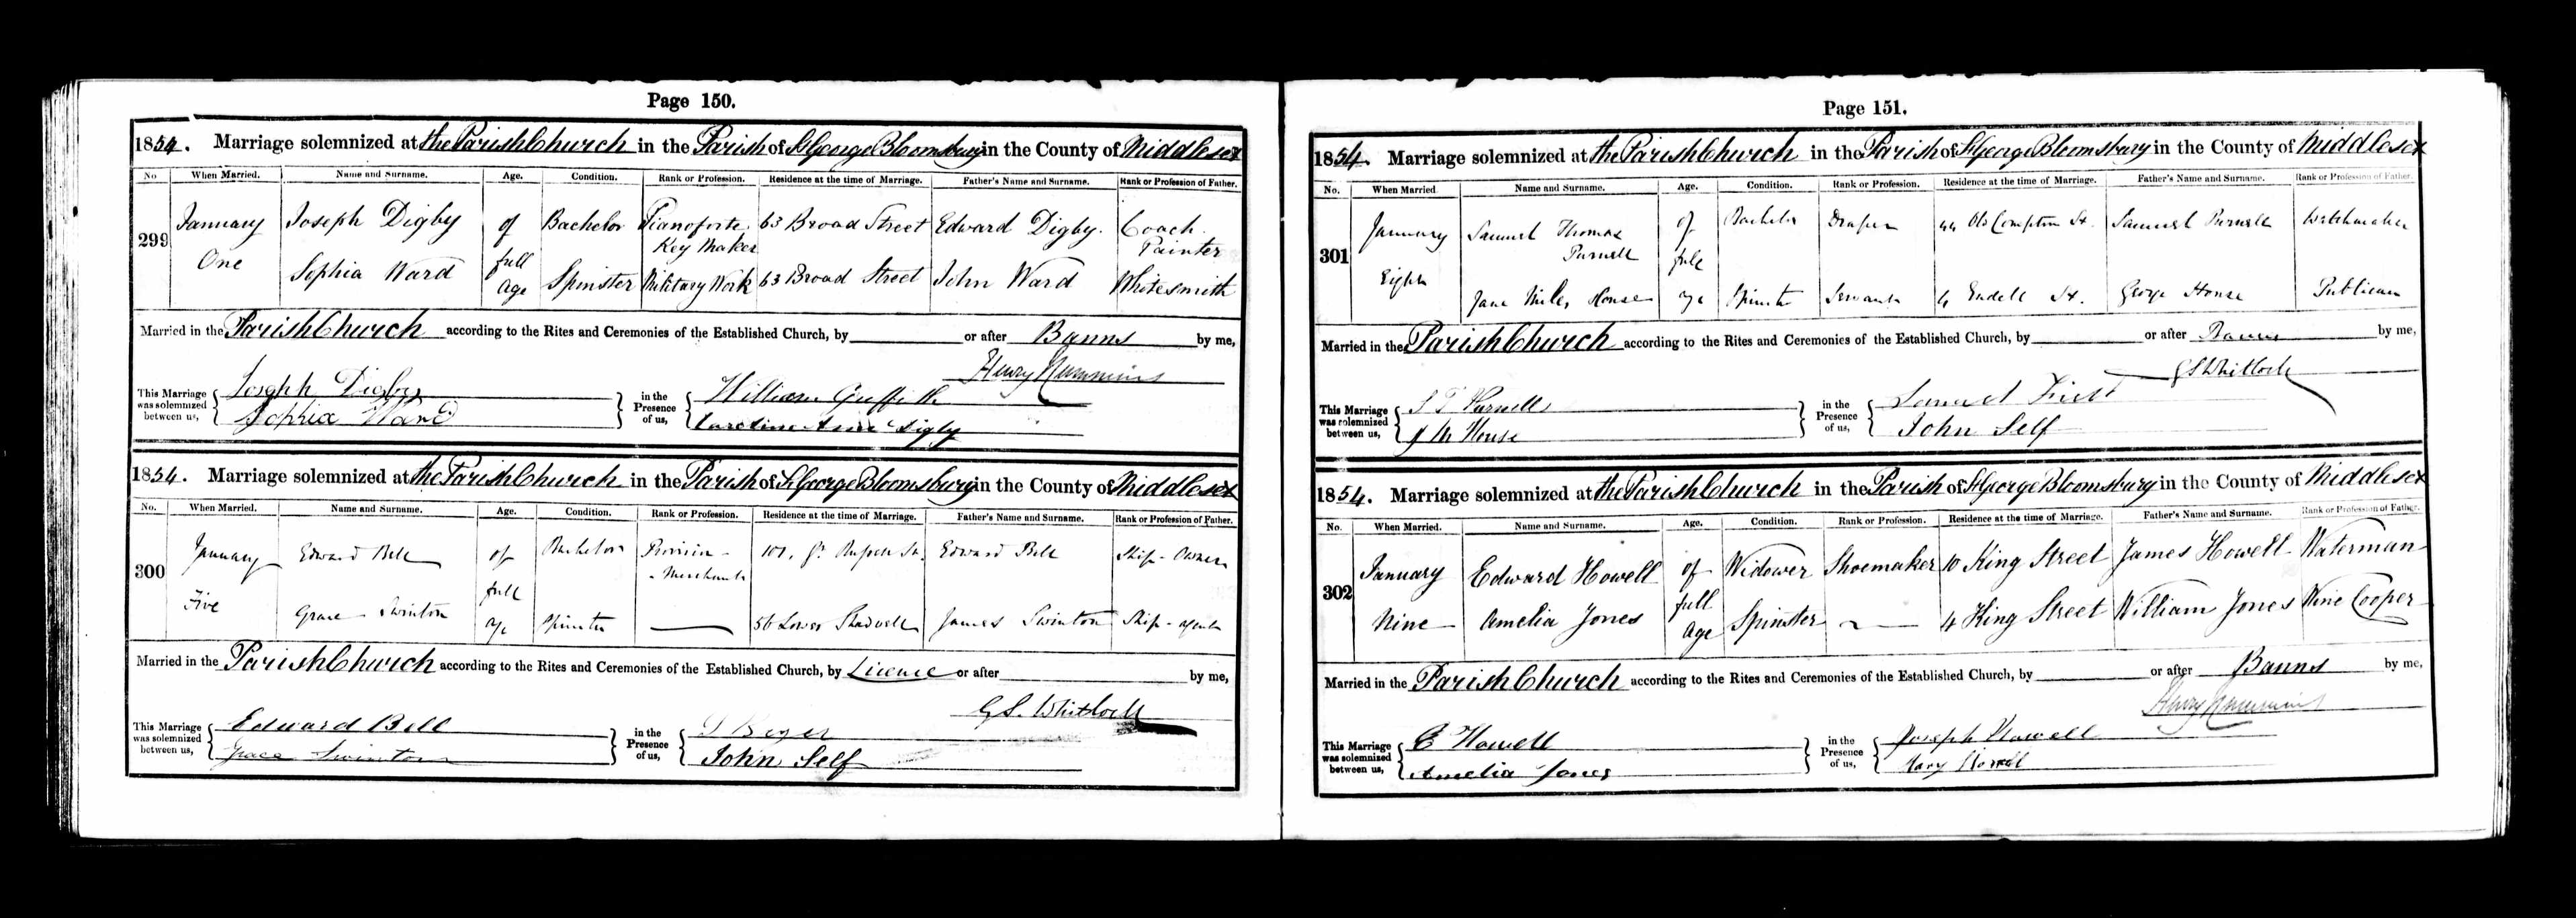 Page 150.
1854. Marriage solemnized at the Parish Church in the Parish of St George Bloomsbury in the County of Middlesex
No When Married. Name and Surname. Age. Condition. Rank or Profession. Residence at the time of Marriage. Father's Name and Surname. Rank or Profession of Father.
299 January One Joseph Digby of full age Bachelor Pianoforte Key Maker 63 Broad Street Edward Digby. Coach Painter
Sophia Ward Spinster Military Work 63 Broad Street John Ward Whitesmith
Married in the Parish Church according to the Rites and Ceremonies of the Established Church, by or after Banns by me,
Henry Cummins
This Marriage was solemnized between us, Joseph Digby Sophia Ward in the Presence of us, William Griffith Caroline Anne Digby
1854. Marriage solemnized at the Parish Church in the Parish of St George Bloomsbury in the County of Middlesex
No. When Married. Name and Surname. Age. Condition. Rank or Profession. Residence at the time of Marriage. Father's Name and Surname. Rank or Profession of Father.
300 January Five Edward Bell of full age Bachelor Provision Merchant 101, Gt Russell St. Edward Bell Ship-Owner
Grace Swinton Spinster 56 Lower Shadwell James Swinton Ship-agent
Married in the Parish Church according to the Rites and Ceremonies of the Established Church, by Licence or after by me,
G. S. Whitlock
This Marriage was solemnized between us, Edward Bell Grace Swinton in the Presence of us, John Self
Page 151.
1854. Marriage solemnized at the Parish Church in the Parish of St George Bloomsbury in the County of Middlesex
No. When Married. Name and Surname. Age. Condition. Rank or Profession. Residence at the time of Marriage. Father's Name and Surname. Rank or Profession of Father.
301 January Eighth Samuel Thomas Purnell of full age Bachelor Draper 44 Old Compton St. Samuel Purnell Watchmaker
Jane Miles House Spinster Servant 4 Endell St. George House Publican
Married in the Parish Church according to the Rites and Ceremonies of the Established Church, by or after Banns by me,
G S Whitlock
This Marriage was solemnized between us, S T Purnell J M House in the Presence of us, Samuel John Self
1854. Marriage solemnized at the Parish Church in the Parish of St George Bloomsbury in the County of Middlesex
No. When Married. Name and Surname. Age. Condition. Rank or Profession. Residence at the time of Marriage. Father's Name and Surname. Rank or Profession of Father.
302 January Nine Edward Howell of full age Widower Shoemaker 10 King Street James Howell Waterman
Amelia Jones Spinster 4 King Street William Jones Wine Cooper
Married in the Parish Church according to the Rites and Ceremonies of the Established Church, by or after Banns by me,
Henry Cummins
This Marriage was solemnized between us, E Howell Amelia Jones in the Presence of us, Joseph Howell Mary Howell